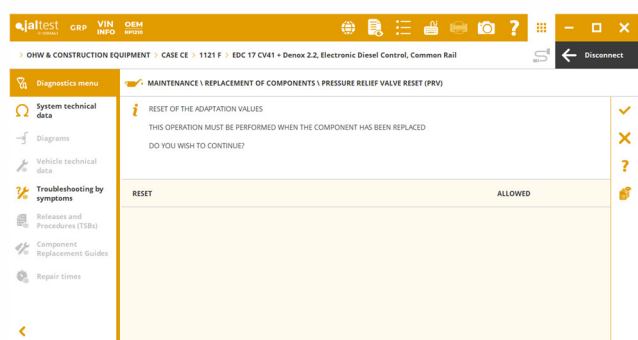 jaltest
GRP
VIN
INFO
OEM
> OHW & CONSTRUCTION EQUIPMENT > CASE CE > 1121 F > EDC 17 CV41 + Denox 2.2, Electronic Diesel Control, Common Rail
Disconnect
Diagnostics menu
MAINTENANCE \ REPLACEMENT OF COMPONENTS \ PRESSURE RELIEF VALVE RESET (PRV)
System technical
data
Diagrams
Vehicle technical
data
Troubleshooting by
symptoms
Releases and
Procedures (TSBs)
Component
Replacement Guides
Repair times
RESET OF THE ADAPTATION VALUES
THIS OPERATION MUST BE PERFORMED WHEN THE COMPONENT HAS BEEN REPLACED
DO YOU WISH TO CONTINUE?
RESET ALLOWED